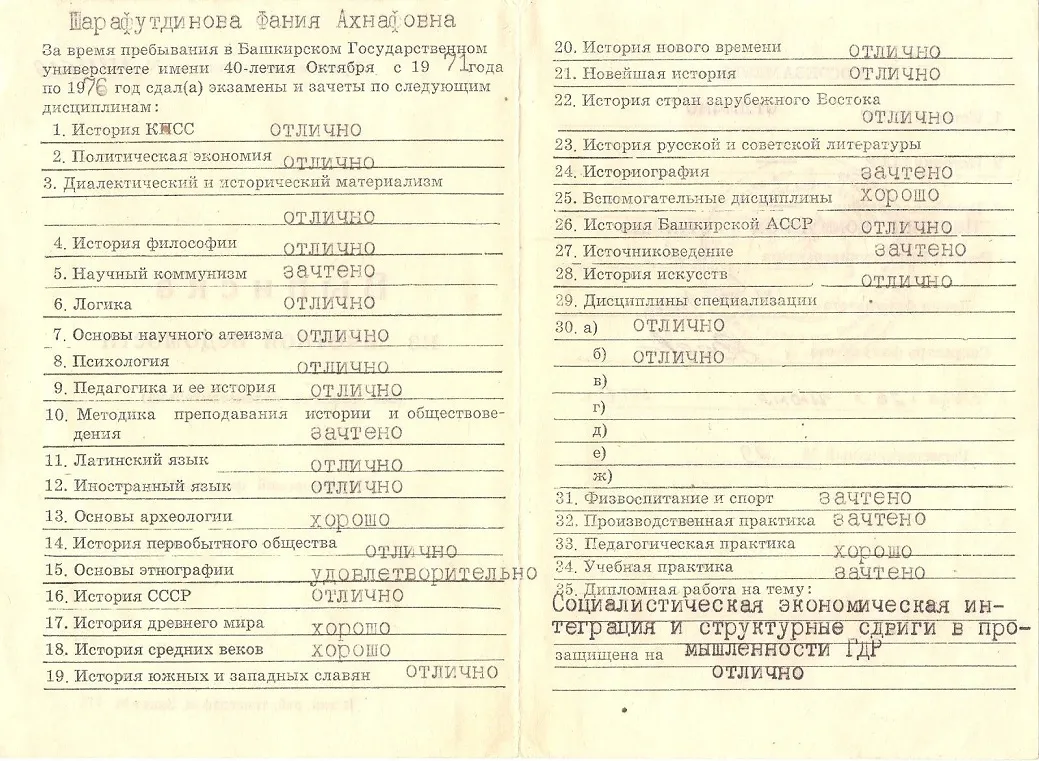 Шарафутдинова Фания Ахнафовна
За время пребывания в Башкирском Государственном
университете имени 40-летия Октября с 19 71 года
по 1976 год сдал(а) экзамены и зачеты по следующим
дисциплинам:
1. История КПСС ОТЛИЧНО
2. Политическая экономия ОТЛИЧНО
3. Диалектический и исторический материализм
ОТЛИЧНО
4. История философии ОТЛИЧНО
5. Научный коммунизм зачтено
6. Логика ОТЛИЧНО
7. Основы научного атеизма ОТЛИЧНО
8. Психология ОТЛИЧНО
9. Педагогика и ее история ОТЛИЧНО
10. Методика преподавания истории и обществове-
дения зачтено
11. Латинский язык ОТЛИЧНО
12. Иностранный язык ОТЛИЧНО
13. Основы археологии хорошо
14. История первобытного общества ОТЛИЧНО
15. Основы этнографии удовлетворительно
16. История СССР ОТЛИЧНО
17. История древнего мира хорошо
18. История средних веков хорошо
19. История южных и западных славян ОТЛИЧНО
20. История нового времени ОТЛИЧНО
21. Новейшая история ОТЛИЧНО
22. История стран зарубежного Востока
ОТЛИЧНО
23. История русской и советской литературы
24. Историография зачтено
25. Вспомогательные дисциплины хорошо
26. История Башкирской АССР ОТЛИЧНО
27. Источниковедение зачтено
28. История искусств ОТЛИЧНО
29. Дисциплины специализации
30. а) ОТЛИЧНО
б) ОТЛИЧНО
в)
г)
д)
е)
ж)
31. Физвоспитание и спорт зачтено
32. Производственная практика зачтено
33. Педагогическая практика хорошо
34. Учебная практика зачтено
35. Дипломная работа на тему:
Социалистическая экономическая ин-
теграция и структурные сдвиги в про-
защищена на мышленности ГДР
ОТЛИЧНО